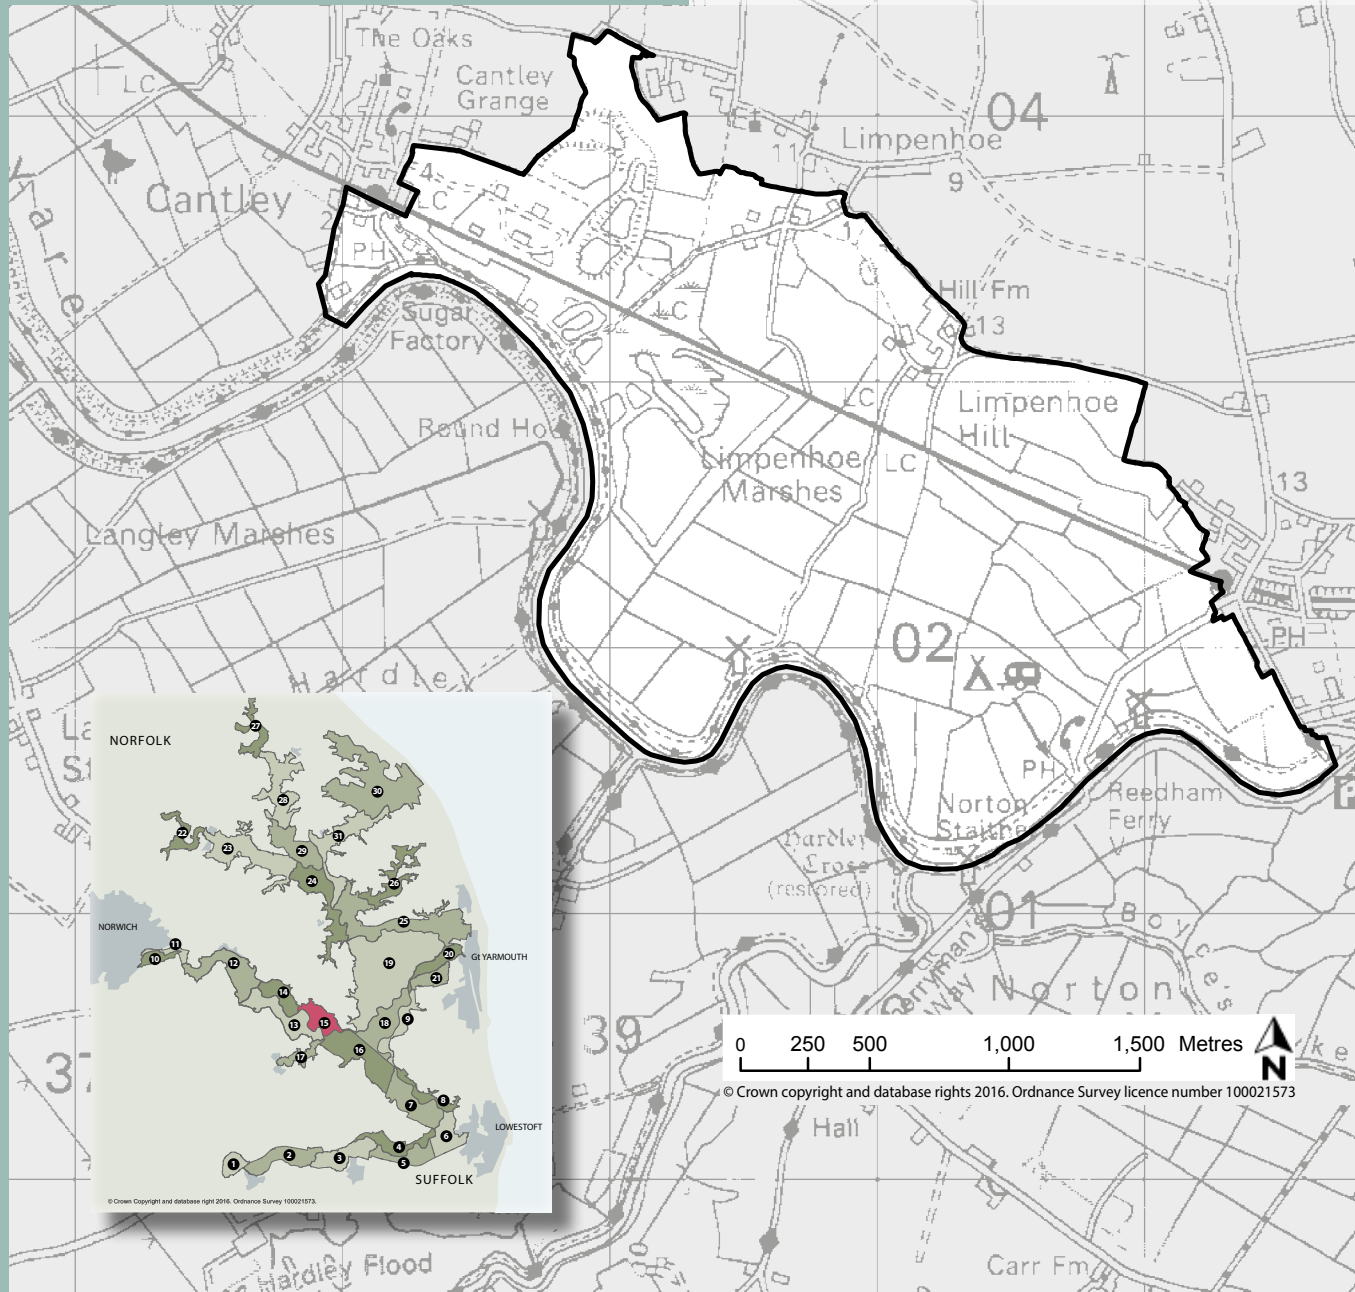 The Oaks
LC
Cantley
Grange
04
Limpenhoe
11
4
9
Cantley
LC
2
PH
1
Yare
Hill Fm
13
Sugar
Factory
LC
LC
Limpenhoe
Hill
Round Ho
Limpenhoe
Marshes
LC
13
Langley Marshes
02
PH
Hardley
PH
Reedham
Ferry
Norton
Staithe
Hardley
Cross
(restored)
01
Boyce's
Ferryman's
Way
Norton
39
37
0 250 500 1,000 1,500 Metres
N
© Crown copyright and database rights 2016. Ordnance Survey licence number 100021573
Hall
Carr Fm
Hardley Flood
NORFOLK
27
30
28
22
31
23
29
24
26
25
NORWICH
11
10
12
20
Gt YARMOUTH
19
21
14
13
15
18
9
17
16
7
8
LOWESTOFT
6
4
2
3
5
1
SUFFOLK
© Crown Copyright and database right 2016. Ordnance Survey 100021573.